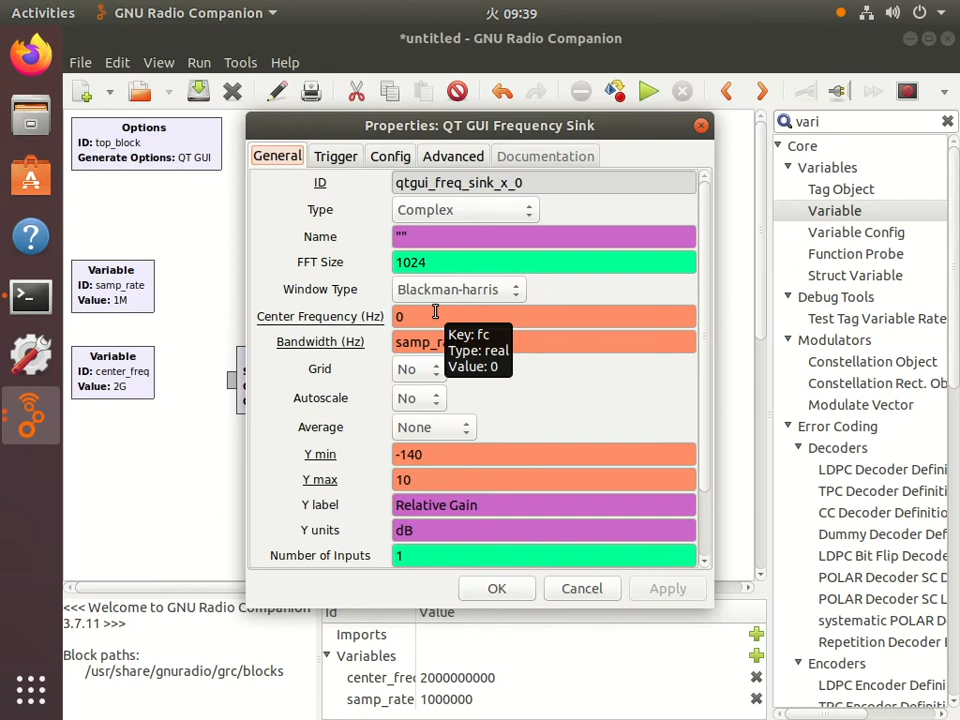 Activities
GNU Radio Companion
火 09:39
*untitled - GNU Radio Companion
File Edit View Run Tools Help
Options
ID: top_block
Generate Options: QT GUI
Variable
ID: samp_rate
Value: 1M
Variable
ID: center_freq
Value: 2G
Properties: QT GUI Frequency Sink
General Trigger Config Advanced Documentation
ID qtgui_freq_sink_x_0
Type Complex
Name ""
FFT Size 1024
Window Type Blackman-harris
Center Frequency (Hz) 0
Bandwidth (Hz) samp_ra
Key: fc
Type: real
Value: 0
Grid No
Autoscale No
Average None
Y min -140
Y max 10
Y label Relative Gain
Y units dB
Number of Inputs 1
OK Cancel Apply
vari
Core
Variables
Tag Object
Variable
Variable Config
Function Probe
Struct Variable
Debug Tools
Test Tag Variable Rate
Modulators
Constellation Object
Constellation Rect. Ob
Modulate Vector
Error Coding
Decoders
LDPC Decoder Defini
TPC Decoder Definiti
CC Decoder Definitio
Dummy Decoder Defi
LDPC Bit Flip Decoder
POLAR Decoder SC D
POLAR Decoder SC L
systematic POLAR D
Repetition Decoder D
Encoders
LDPC Encoder Defini
TPC Encoder Definiti
<<< Welcome to GNU Radio Companion
3.7.11 >>>
Block paths:
/usr/share/gnuradio/grc/blocks
Id Value
Imports
Variables
center_freq 2000000000
samp_rate 1000000